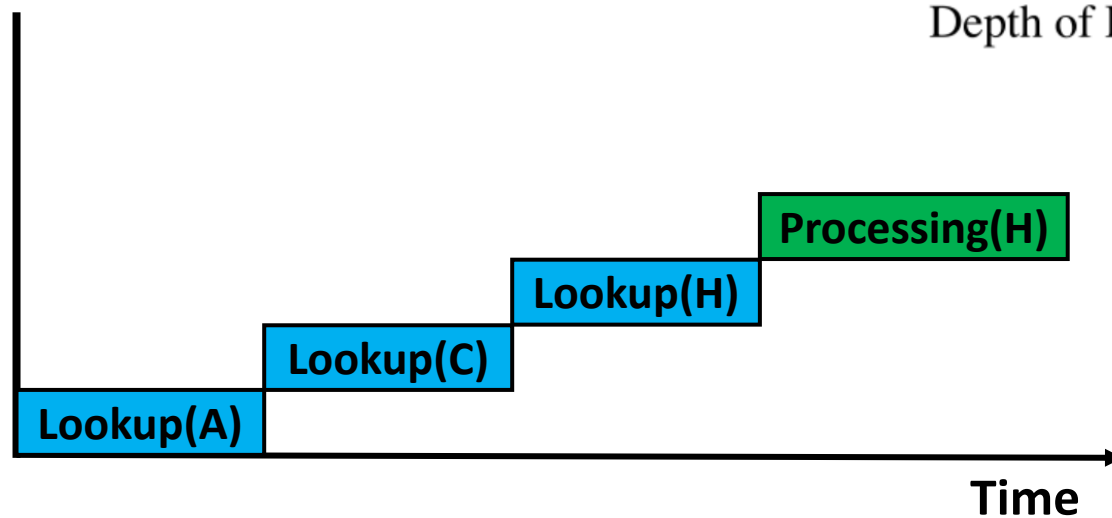 Depth of
Processing(H)
Lookup(H)
Lookup(C)
Lookup(A)
Time